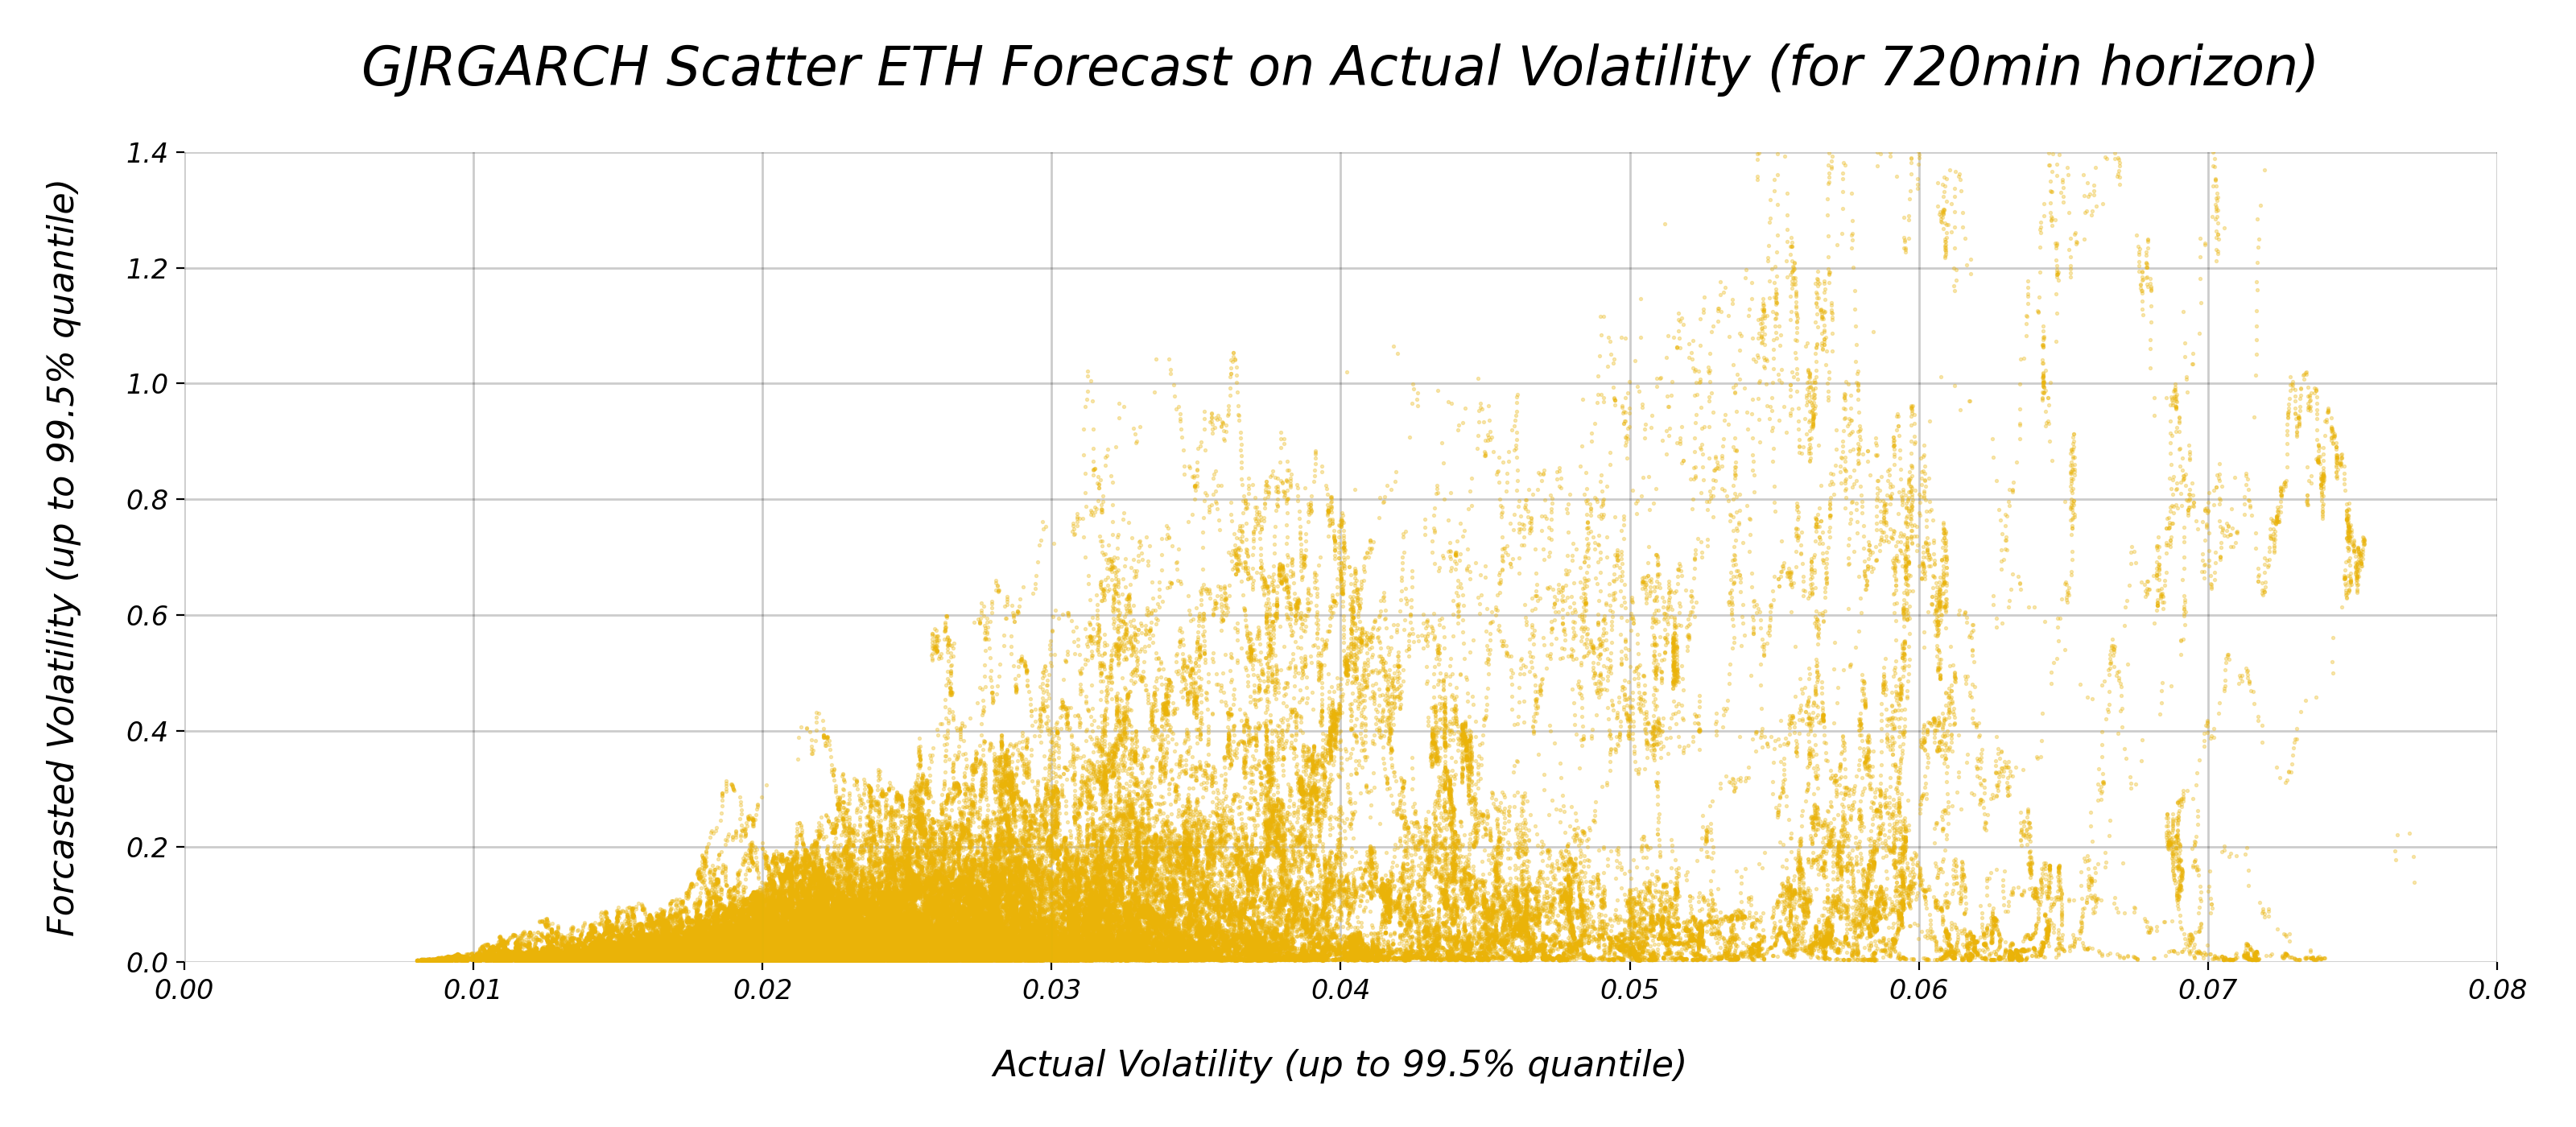 GJRGARCH Scatter ETH Forecast on Actual Volatility (for 720min horizon)
Forcasted Volatility (up to 99.5% quantile)
1.4
1.2
1.0
0.8
0.6
0.4
0.2
0.0
0.00 0.01 0.02 0.03 0.04 0.05 0.06 0.07 0.08
Actual Volatility (up to 99.5% quantile)